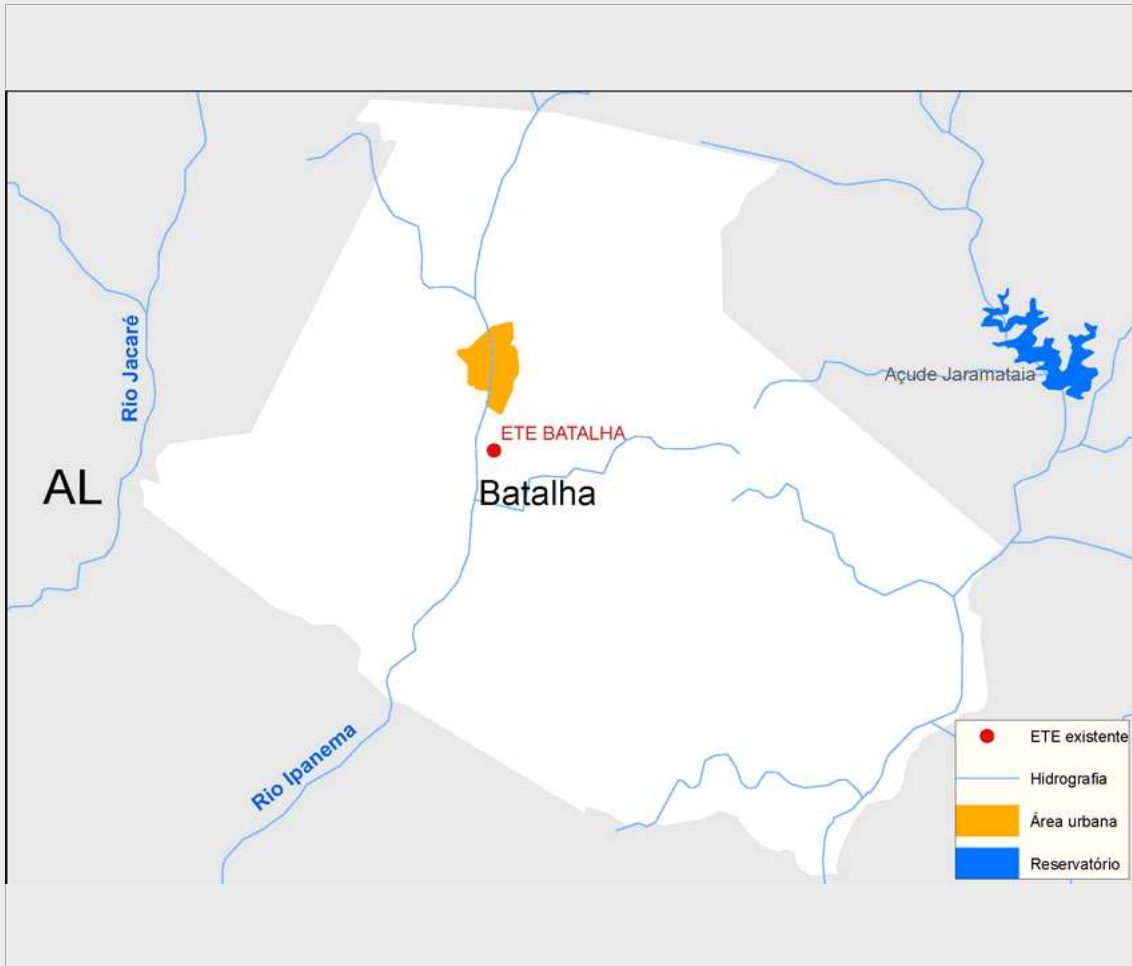 Rio Jacaré
Açude Jaramataia
ETE BATALHA
AL
Batalha
Rio Ipanema
ETE existente
Hidrografia
Área urbana
Reservatório